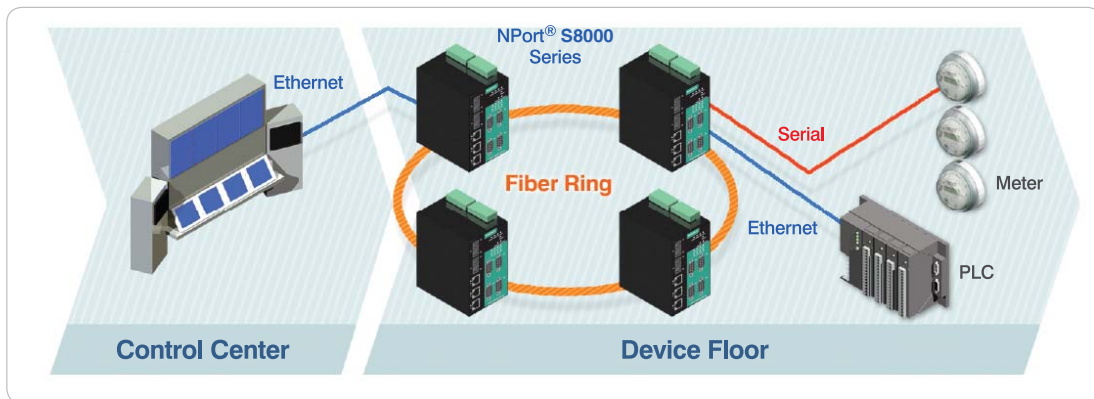 NPort® S8000
Series
Ethernet
Serial
Fiber Ring
Meter
Ethernet
PLC
Control Center
Device Floor